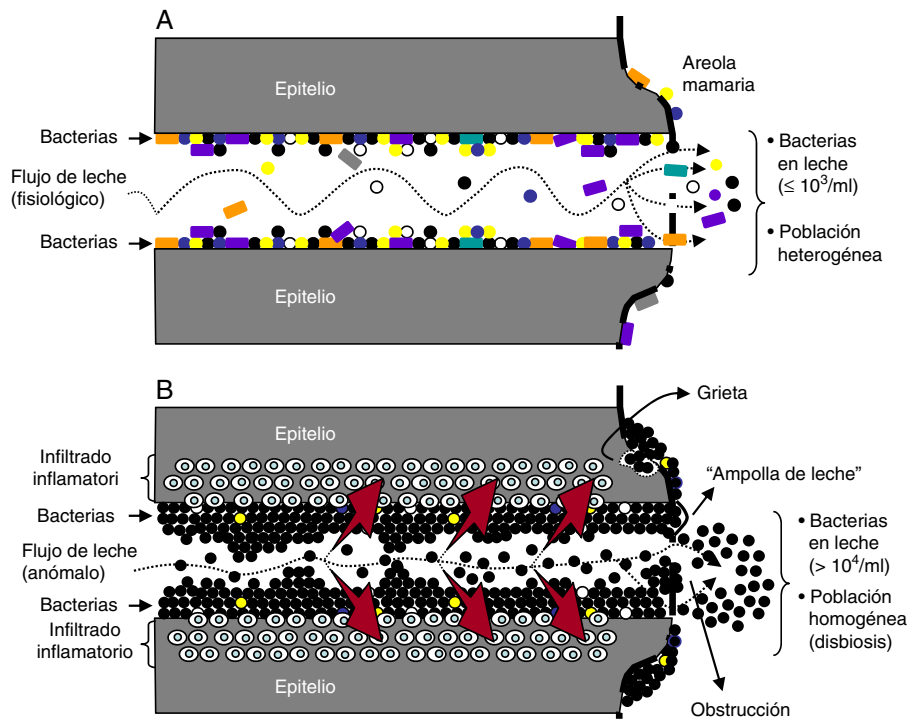 A
Epitelio
Areola
mamaria
Bacterias
Flujo de leche
(fisiológico)
Bacterias
• Bacterias
en leche
(≤ 10³/ml)
• Población
heterogénea
Epitelio
B
Grieta
Epitelio
Infiltrado
inflamatori
"Ampolla de leche"
Bacterias
Flujo de leche
(anómalo)
Bacterias
Infiltrado
inflamatorio
• Bacterias
en leche
(> 10⁴/ml)
• Población
homogénea
(disbiosis)
Epitelio
Obstrucción